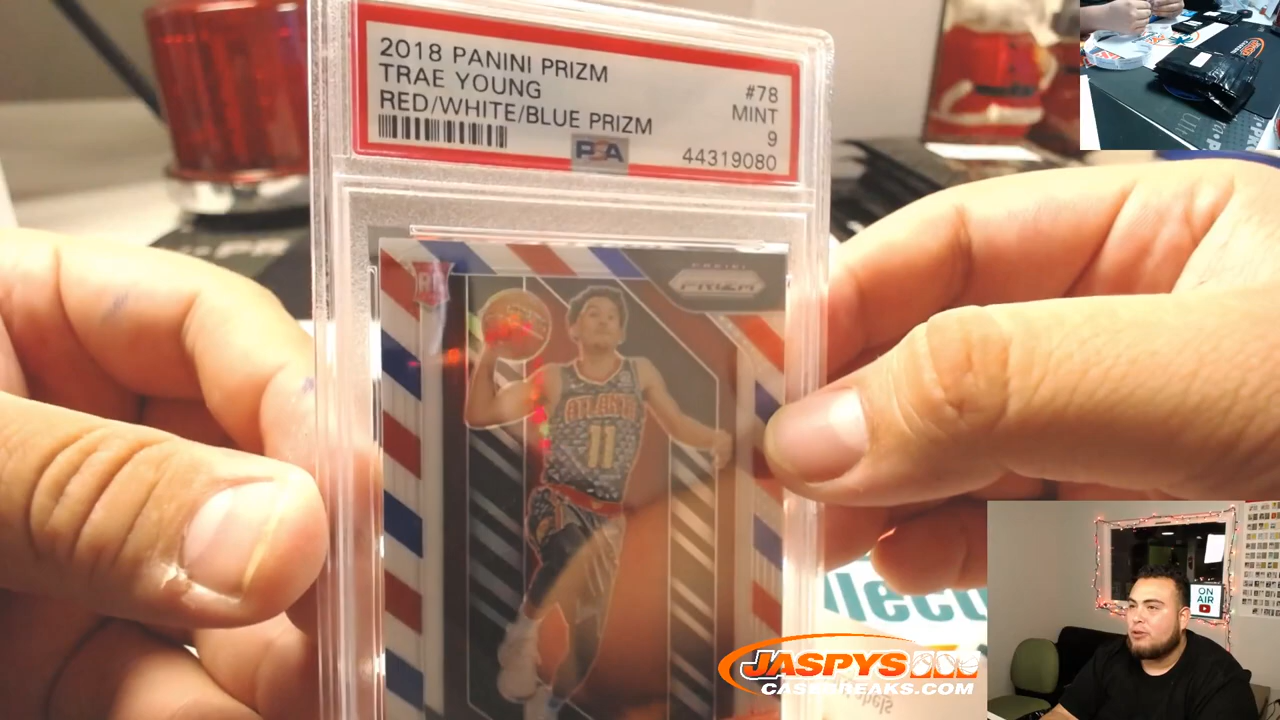 2018 PANINI PRIZM
TRAE YOUNG
RED/WHITE/BLUE PRIZM
#78
MINT
9
PSA
44319080
RC
PANINI
PRIZM
ATLANTA
11
ON
AIR
JASPYS
CASEBREAKS.COM